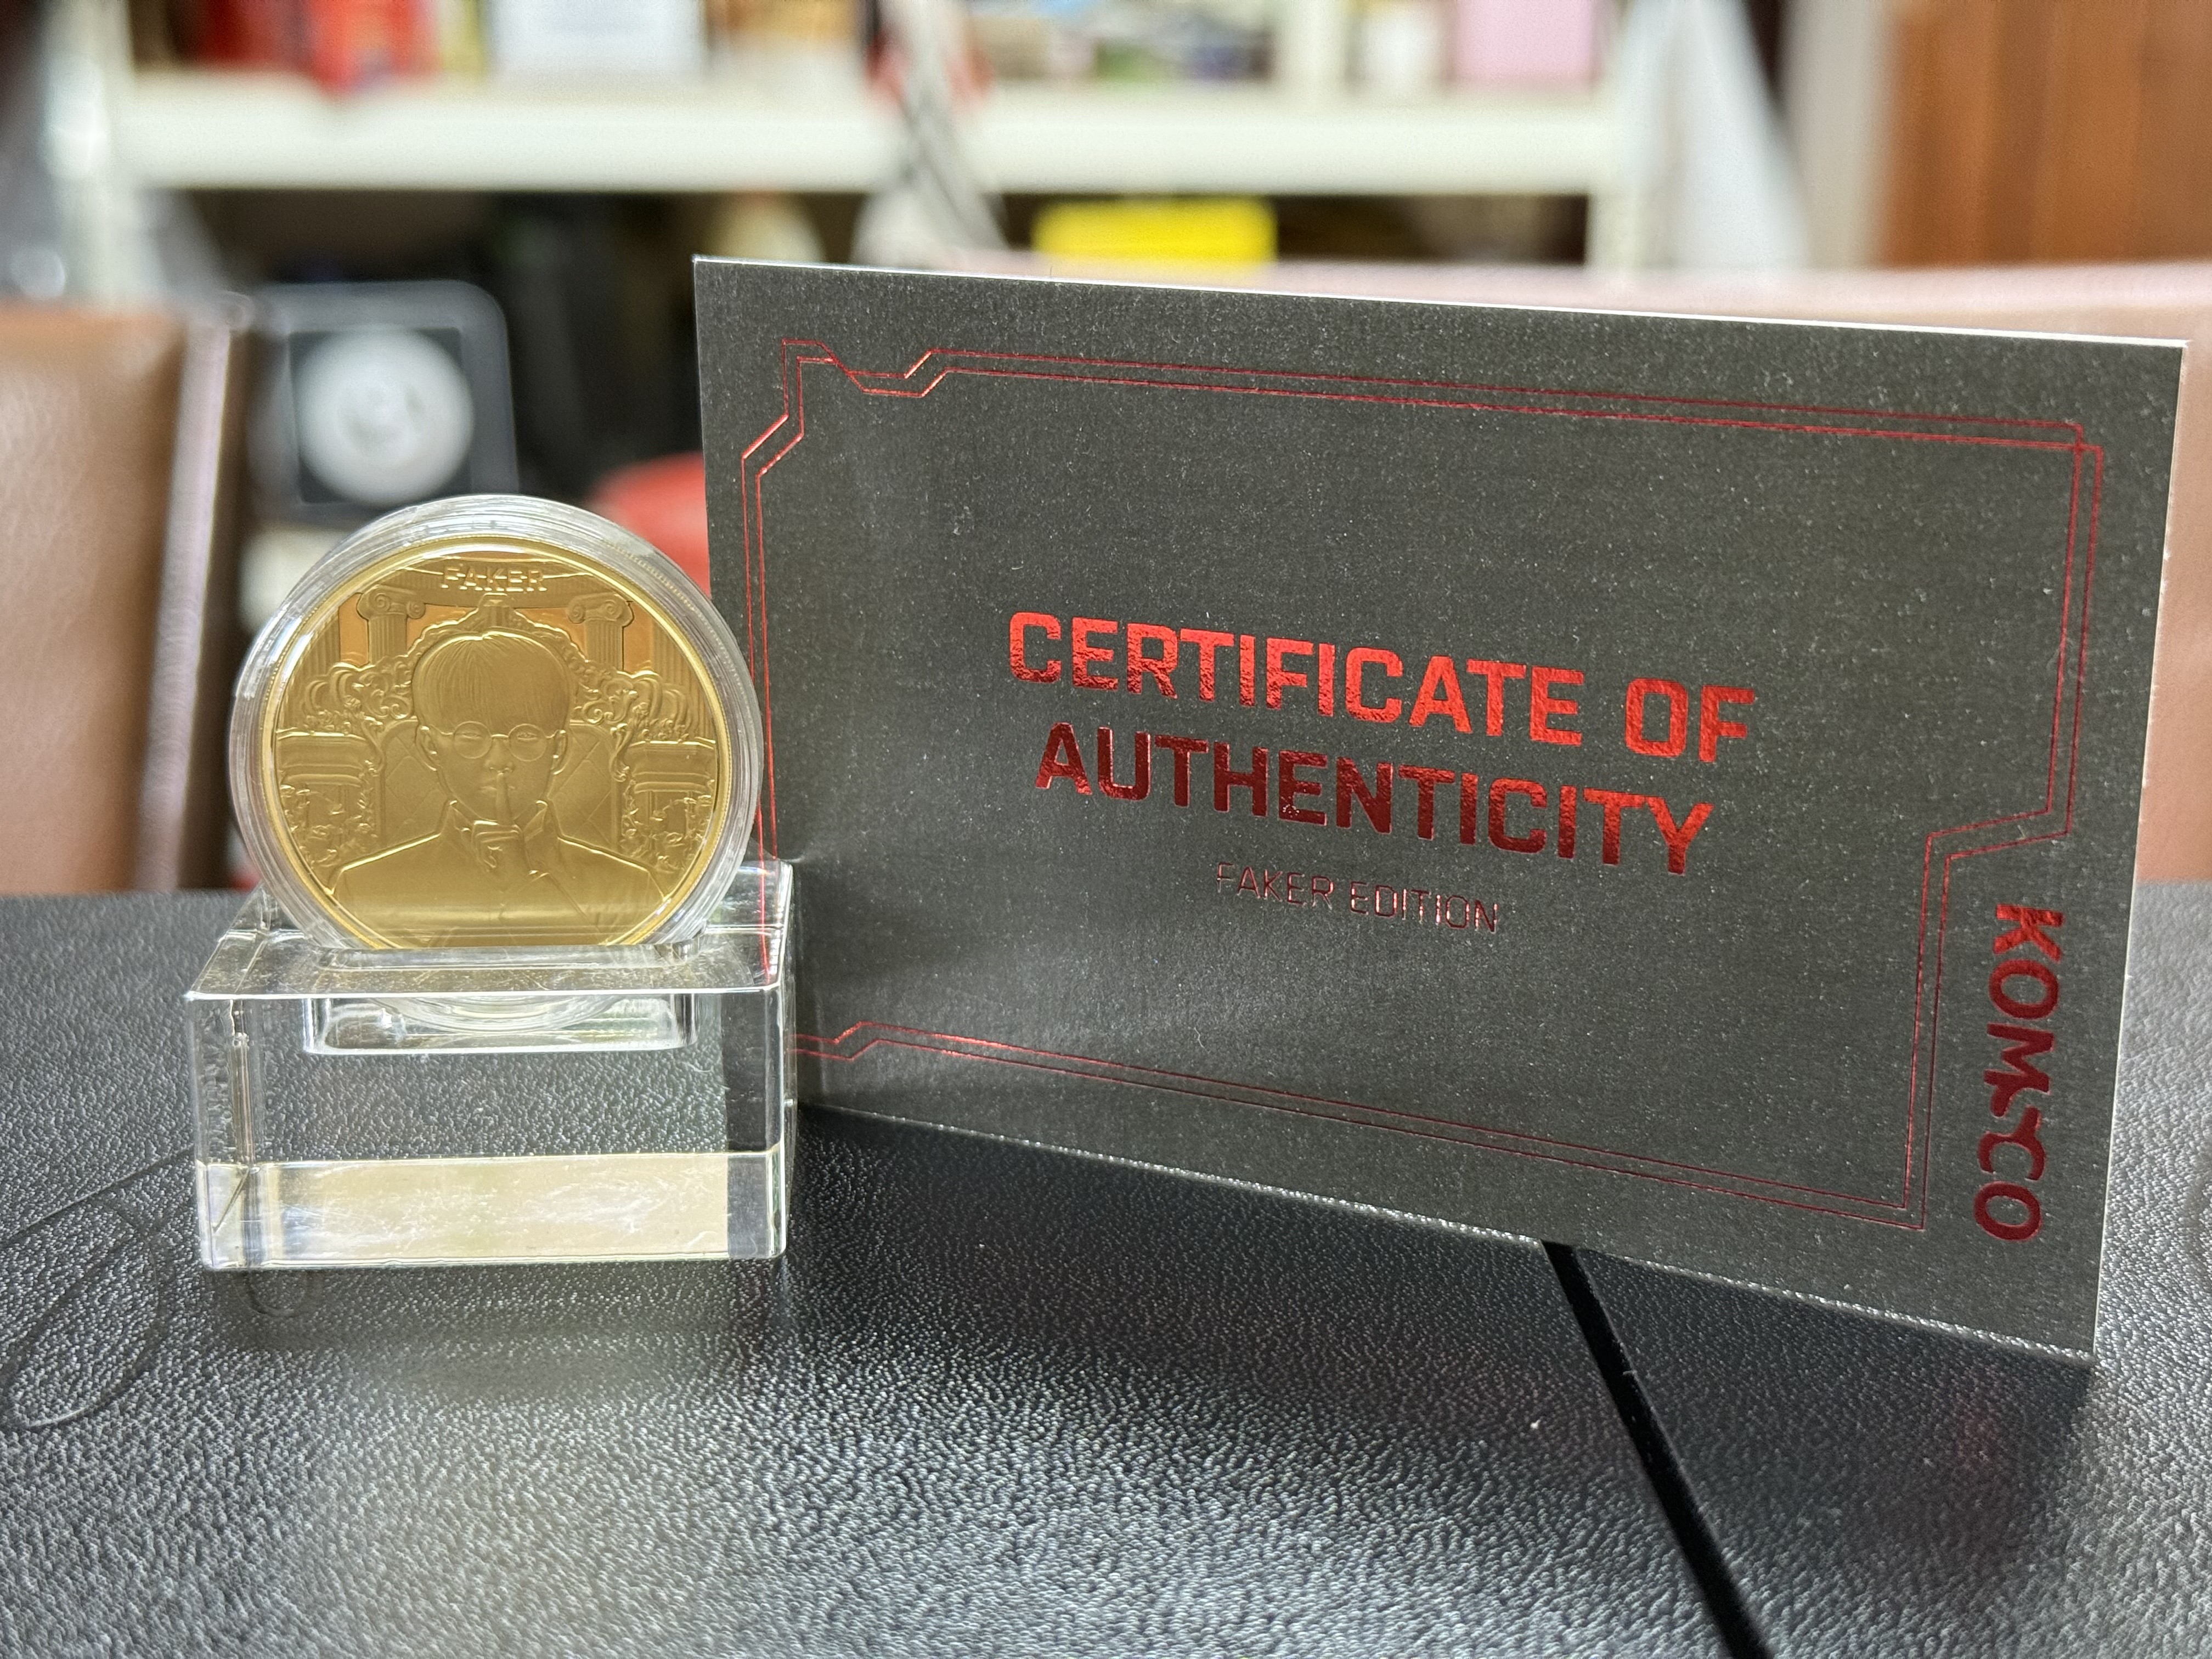 FAKER
CERTIFICATE OF
AUTHENTICITY
FAKER EDITION
KOMSCO